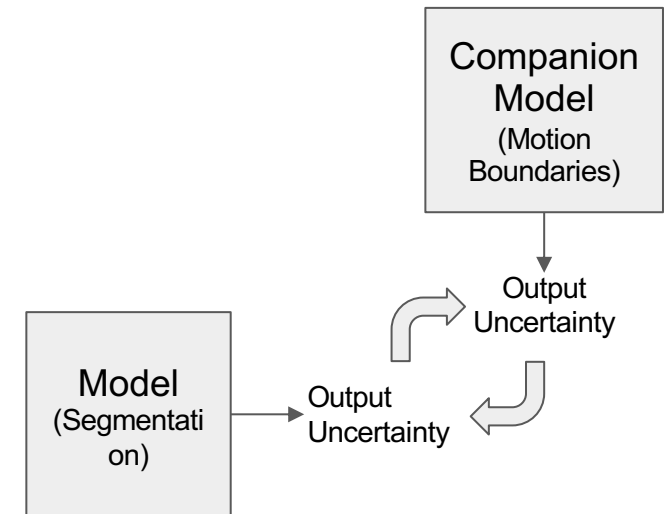 Companion
Model
(Motion
Boundaries)
Output
Uncertainty
Model
(Segmentati
on)
Output
Uncertainty